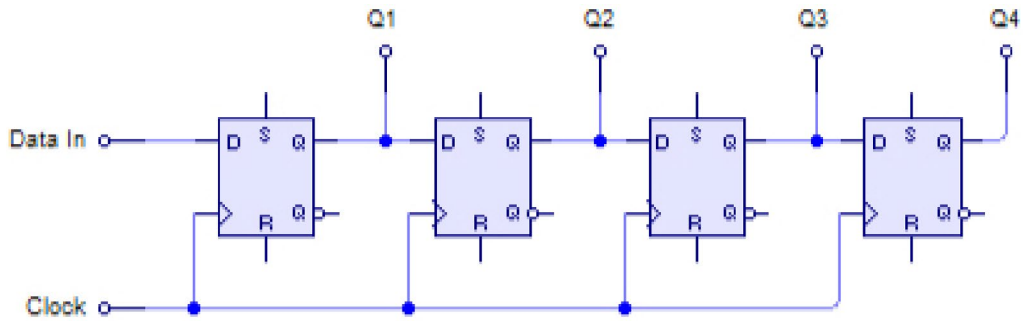 Q1 Q2 Q3 Q4
Data In D S Q D S Q D S Q D S Q
R Q R Q R Q R Q
Clock